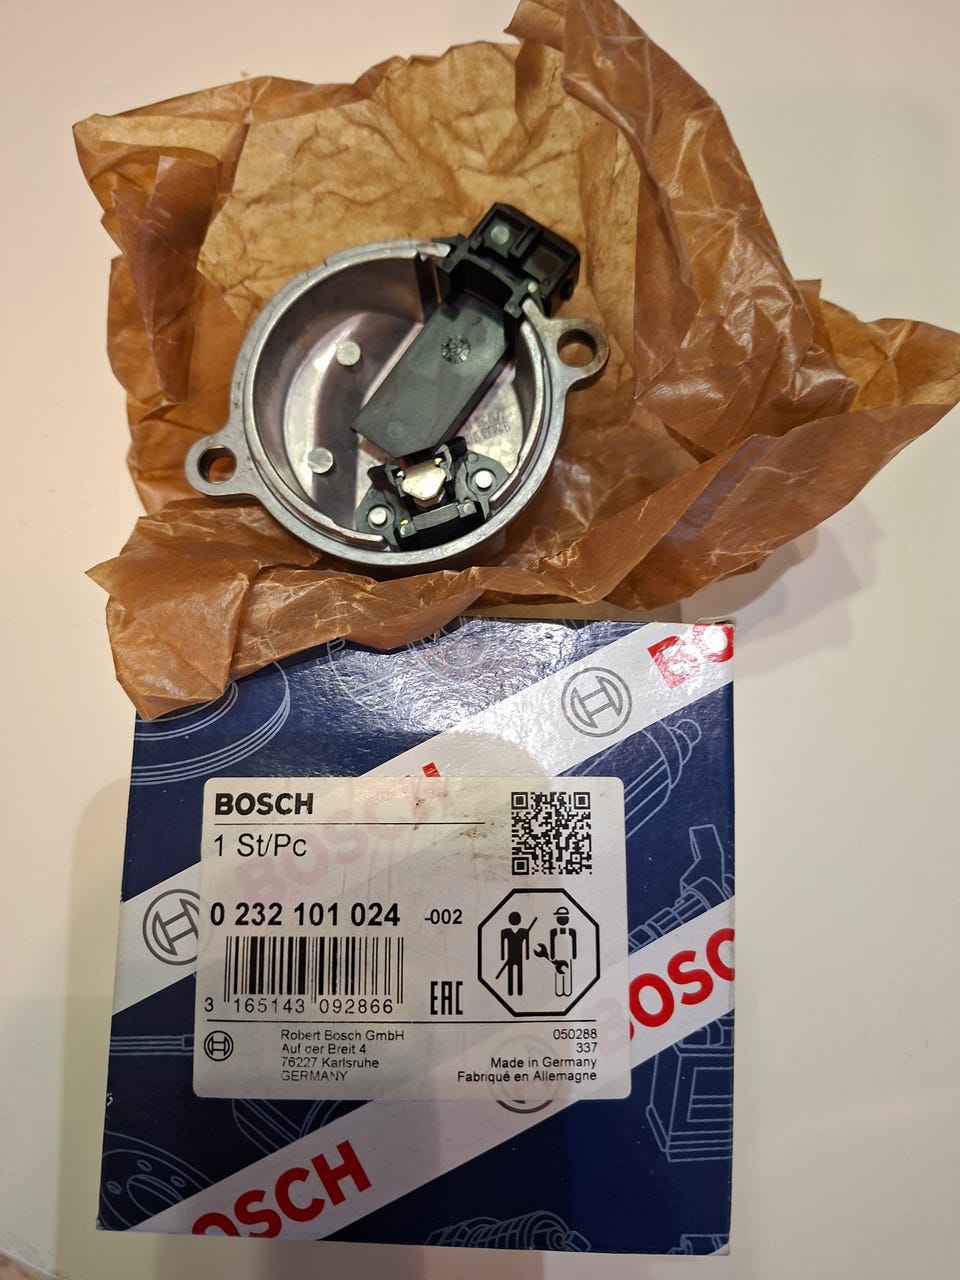 BOSCH
BOSCH
1 St/Pc
0 232 101 024 -002
3 165143 092866
EAC
Robert Bosch GmbH
Auf der Breit 4
76227 Karlsruhe
GERMANY
050288
337
Made in Germany
Fabriqué en Allemagne
BOSC
BOSCH